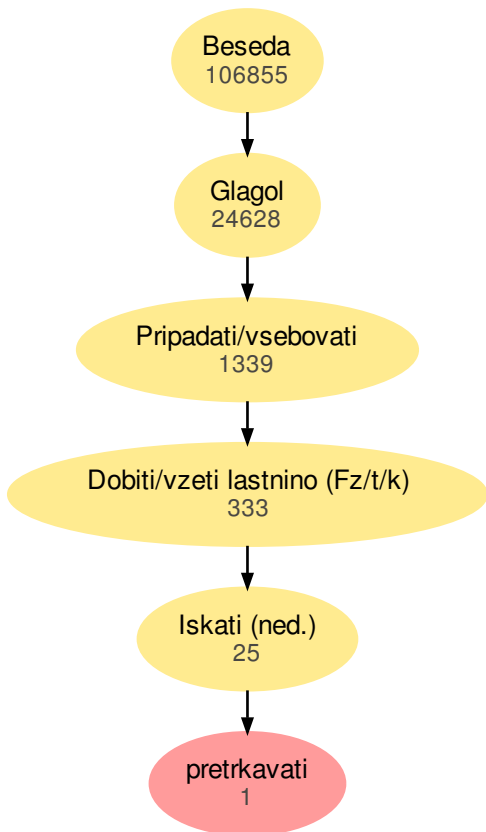 Beseda
106855
Glagol
24628
Pripadati/vsebovati
1339
Dobiti/vzeti lastnino (Fz/t/k)
333
Iskati (ned.)
25
pretrkavati
1